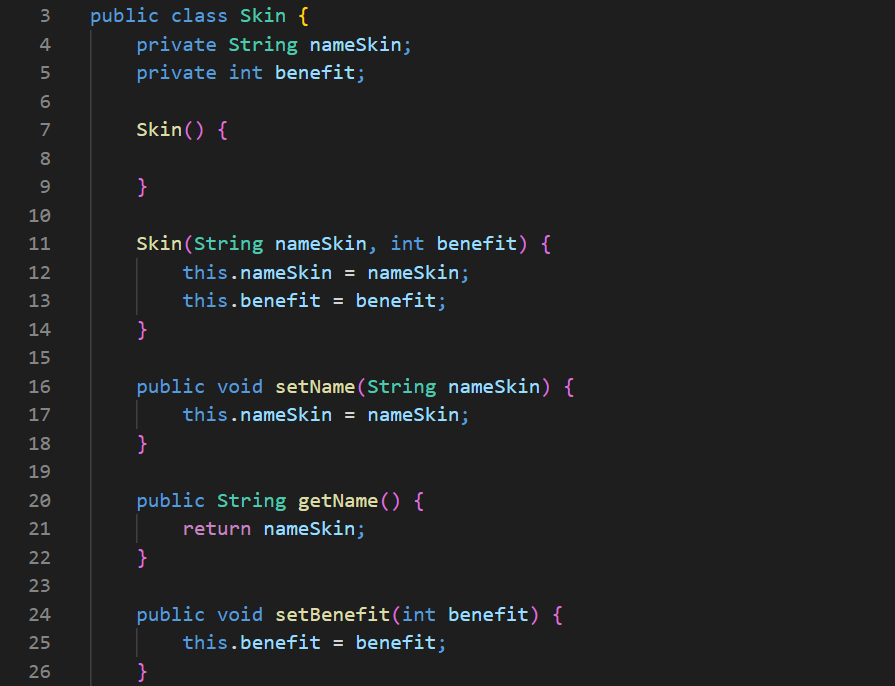 3 public class Skin {
4     private String nameSkin;
5     private int benefit;
6
7     Skin() {
8
9     }
10
11     Skin(String nameSkin, int benefit) {
12         this.nameSkin = nameSkin;
13         this.benefit = benefit;
14     }
15
16     public void setName(String nameSkin) {
17         this.nameSkin = nameSkin;
18     }
19
20     public String getName() {
21         return nameSkin;
22     }
23
24     public void setBenefit(int benefit) {
25         this.benefit = benefit;
26     }